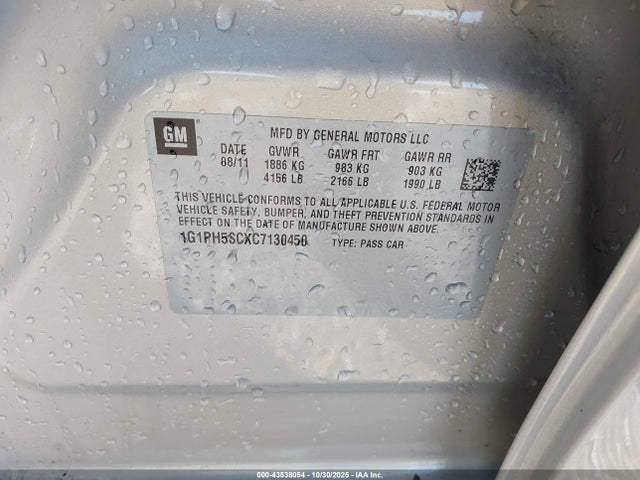 GM
MFD BY GENERAL MOTORS LLC
DATE GVWR GAWR FRT GAWR RR
08/11 1886 KG 983 KG 903 KG
4156 LB 2166 LB 1990 LB
THIS VEHICLE CONFORMS TO ALL APPLICABLE U.S. FEDERAL MOTOR
VEHICLE SAFETY, BUMPER, AND THEFT PREVENTION STANDARDS IN
EFFECT ON THE DATE OF MANUFACTURE SHOWN ABOVE.
1G1PH5SCXC7130450 TYPE: PASS CAR
000-43538054 - 10/30/2025 - IAA Inc. Copyright